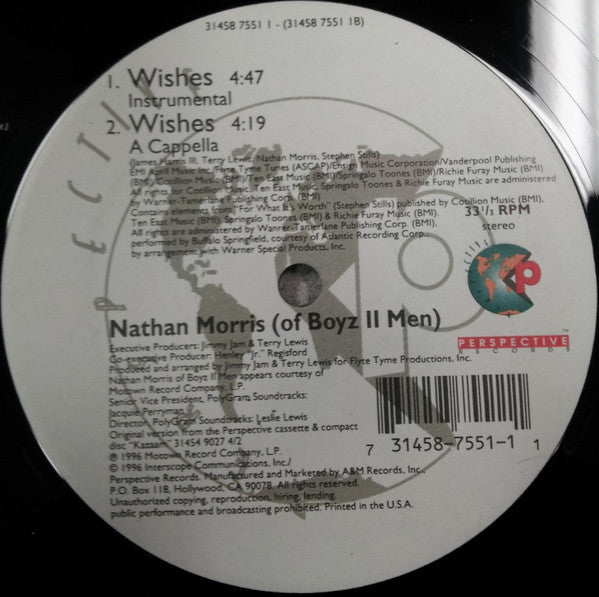 31458 7551 1 - (31458 7551 1B)
1. Wishes 4:47
Instrumental
2. Wishes 4:19
A Cappella
(James Harris III, Terry Lewis, Nathan Morris, Stephen Stills)
EMI April Music Inc./Flyte Tyme Tunes (ASCAP)/Ensign Music Corporation/Vanderpool Publishing
(BMI)/Cotillion Music (BMI)/Ten East Music (BMI)/Springalo Toones (BMI)/Richie Furay Music (BMI)
All rights for Cotillion Music, Ten East Music, Springalo Toones & Richie Furay Music are administered
by Warner-Tamerlane Publishing Corp. (BMI)
Contains elements from "For What It's Worth" (Stephen Stills) published by Cotillion Music (BMI),
Ten East Music (BMI), Springalo Toones (BMI) & Richie Furay Music (BMI).
All rights are administered by Warner-Tamerlane Publishing Corp. (BMI),
performed by Buffalo Springfield, courtesy of Atlantic Recording Corp.,
by arrangement with Warner Special Products, Inc.
33 1/3 RPM
stereo
P E C T I V
P
Nathan Morris (of Boyz II Men)
PERSPECTIVE
RECORDS
TM
Executive Producers: Jimmy Jam & Terry Lewis
Co-executive Producer: Henley "Jr." Regisford
Produced and arranged by Jimmy Jam & Terry Lewis for Flyte Tyme Productions, Inc.
Nathan Morris of Boyz II Men appears courtesy of
Motown Record Company, L.P.
Senior Vice President, PolyGram Soundtracks:
Jacquie Perryman
Director, PolyGram Soundtracks: Leslie Lewis
Original version from the Perspective cassette & compact
disc "Kazaam" 31454 9027 4/2
℗ 1996 Motown Record Company, L.P.
© 1996 Interscope Communications, Inc./
Perspective Records. Manufactured and Marketed by A&M Records, Inc.,
P.O. Box 118, Hollywood, CA 90078. All rights reserved.
Unauthorized copying, reproduction, hiring, lending,
public performance and broadcasting prohibited. Printed in the U.S.A.
7 31458-7551-1 1